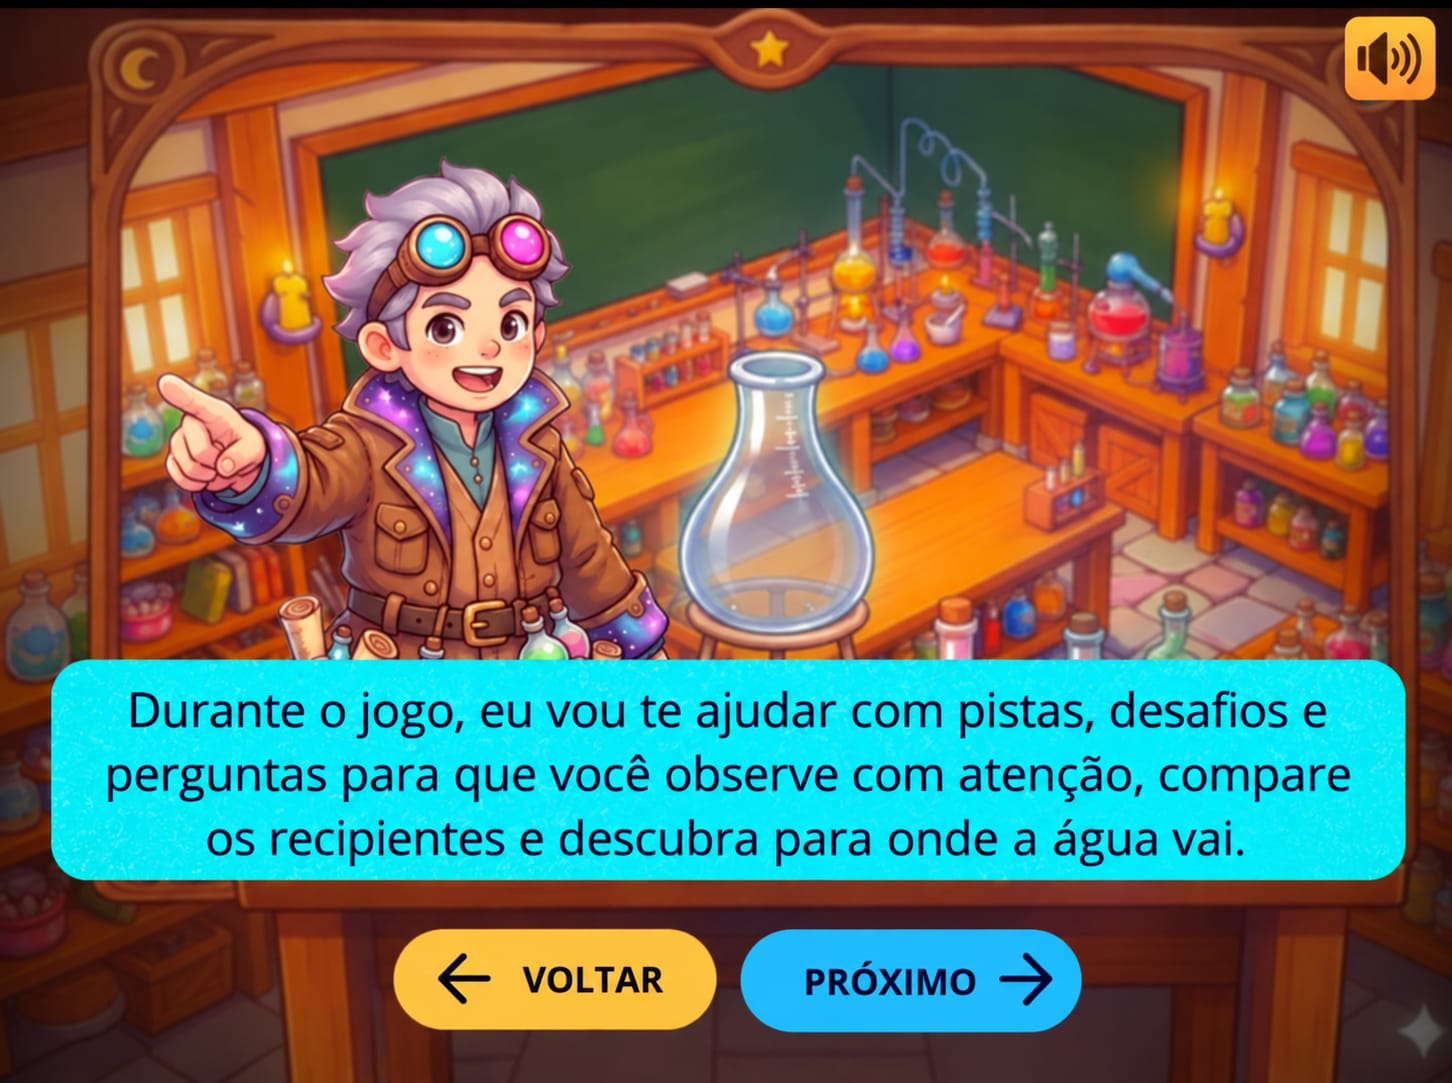 Durante o jogo, eu vou te ajudar com pistas, desafios e
perguntas para que você observe com atenção, compare
os recipientes e descubra para onde a água vai.
VOLTAR
PRÓXIMO